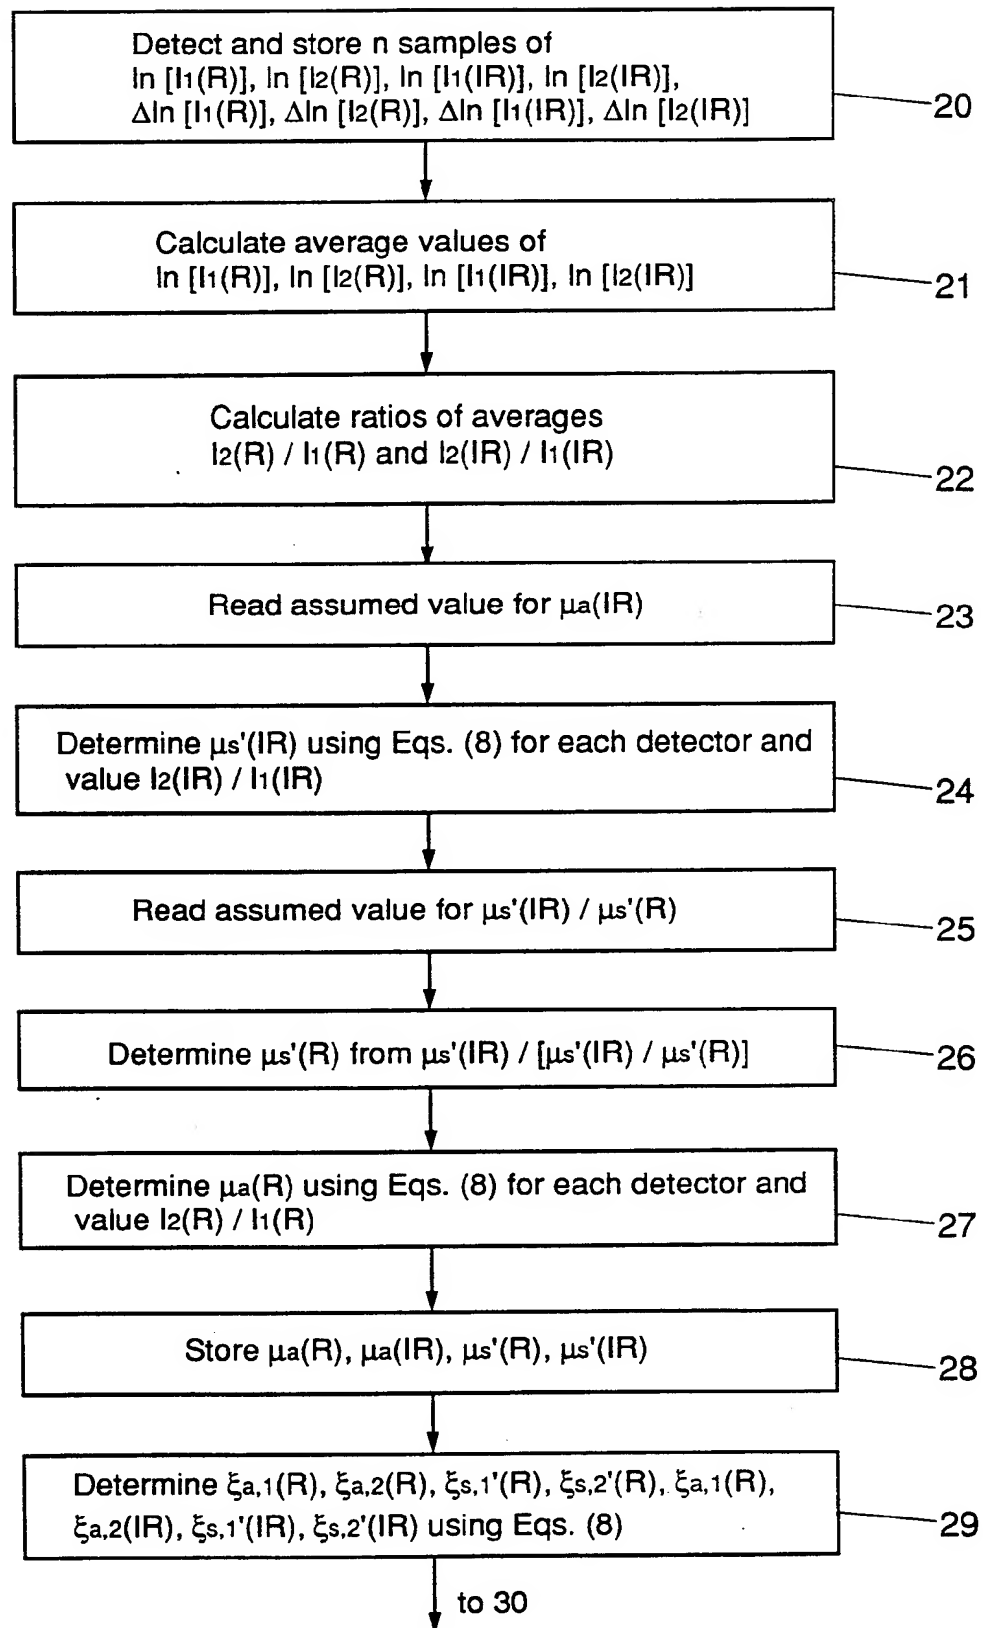 Detect and store n samples of
ln [I1(R)], ln [I2(R)], ln [I1(IR)], ln [I2(IR)],
Δln [I1(R)], Δln [I2(R)], Δln [I1(IR)], Δln [I2(IR)]
20
Calculate average values of
ln [I1(R)], ln [I2(R)], ln [I1(IR)], ln [I2(IR)]
21
Calculate ratios of averages
I2(R) / I1(R) and I2(IR) / I1(IR)
22
Read assumed value for μa(IR)
23
Determine μs'(IR) using Eqs. (8) for each detector and
value I2(IR) / I1(IR)
24
Read assumed value for μs'(IR) / μs'(R)
25
Determine μs'(R) from μs'(IR) / [μs'(IR) / μs'(R)]
26
Determine μa(R) using Eqs. (8) for each detector and
value I2(R) / I1(R)
27
Store μa(R), μa(IR), μs'(R), μs'(IR)
28
Determine ξa,1(R), ξa,2(R), ξs,1'(R), ξs,2'(R), ξa,1(R),
ξa,2(IR), ξs,1'(IR), ξs,2'(IR) using Eqs. (8)
29
to 30